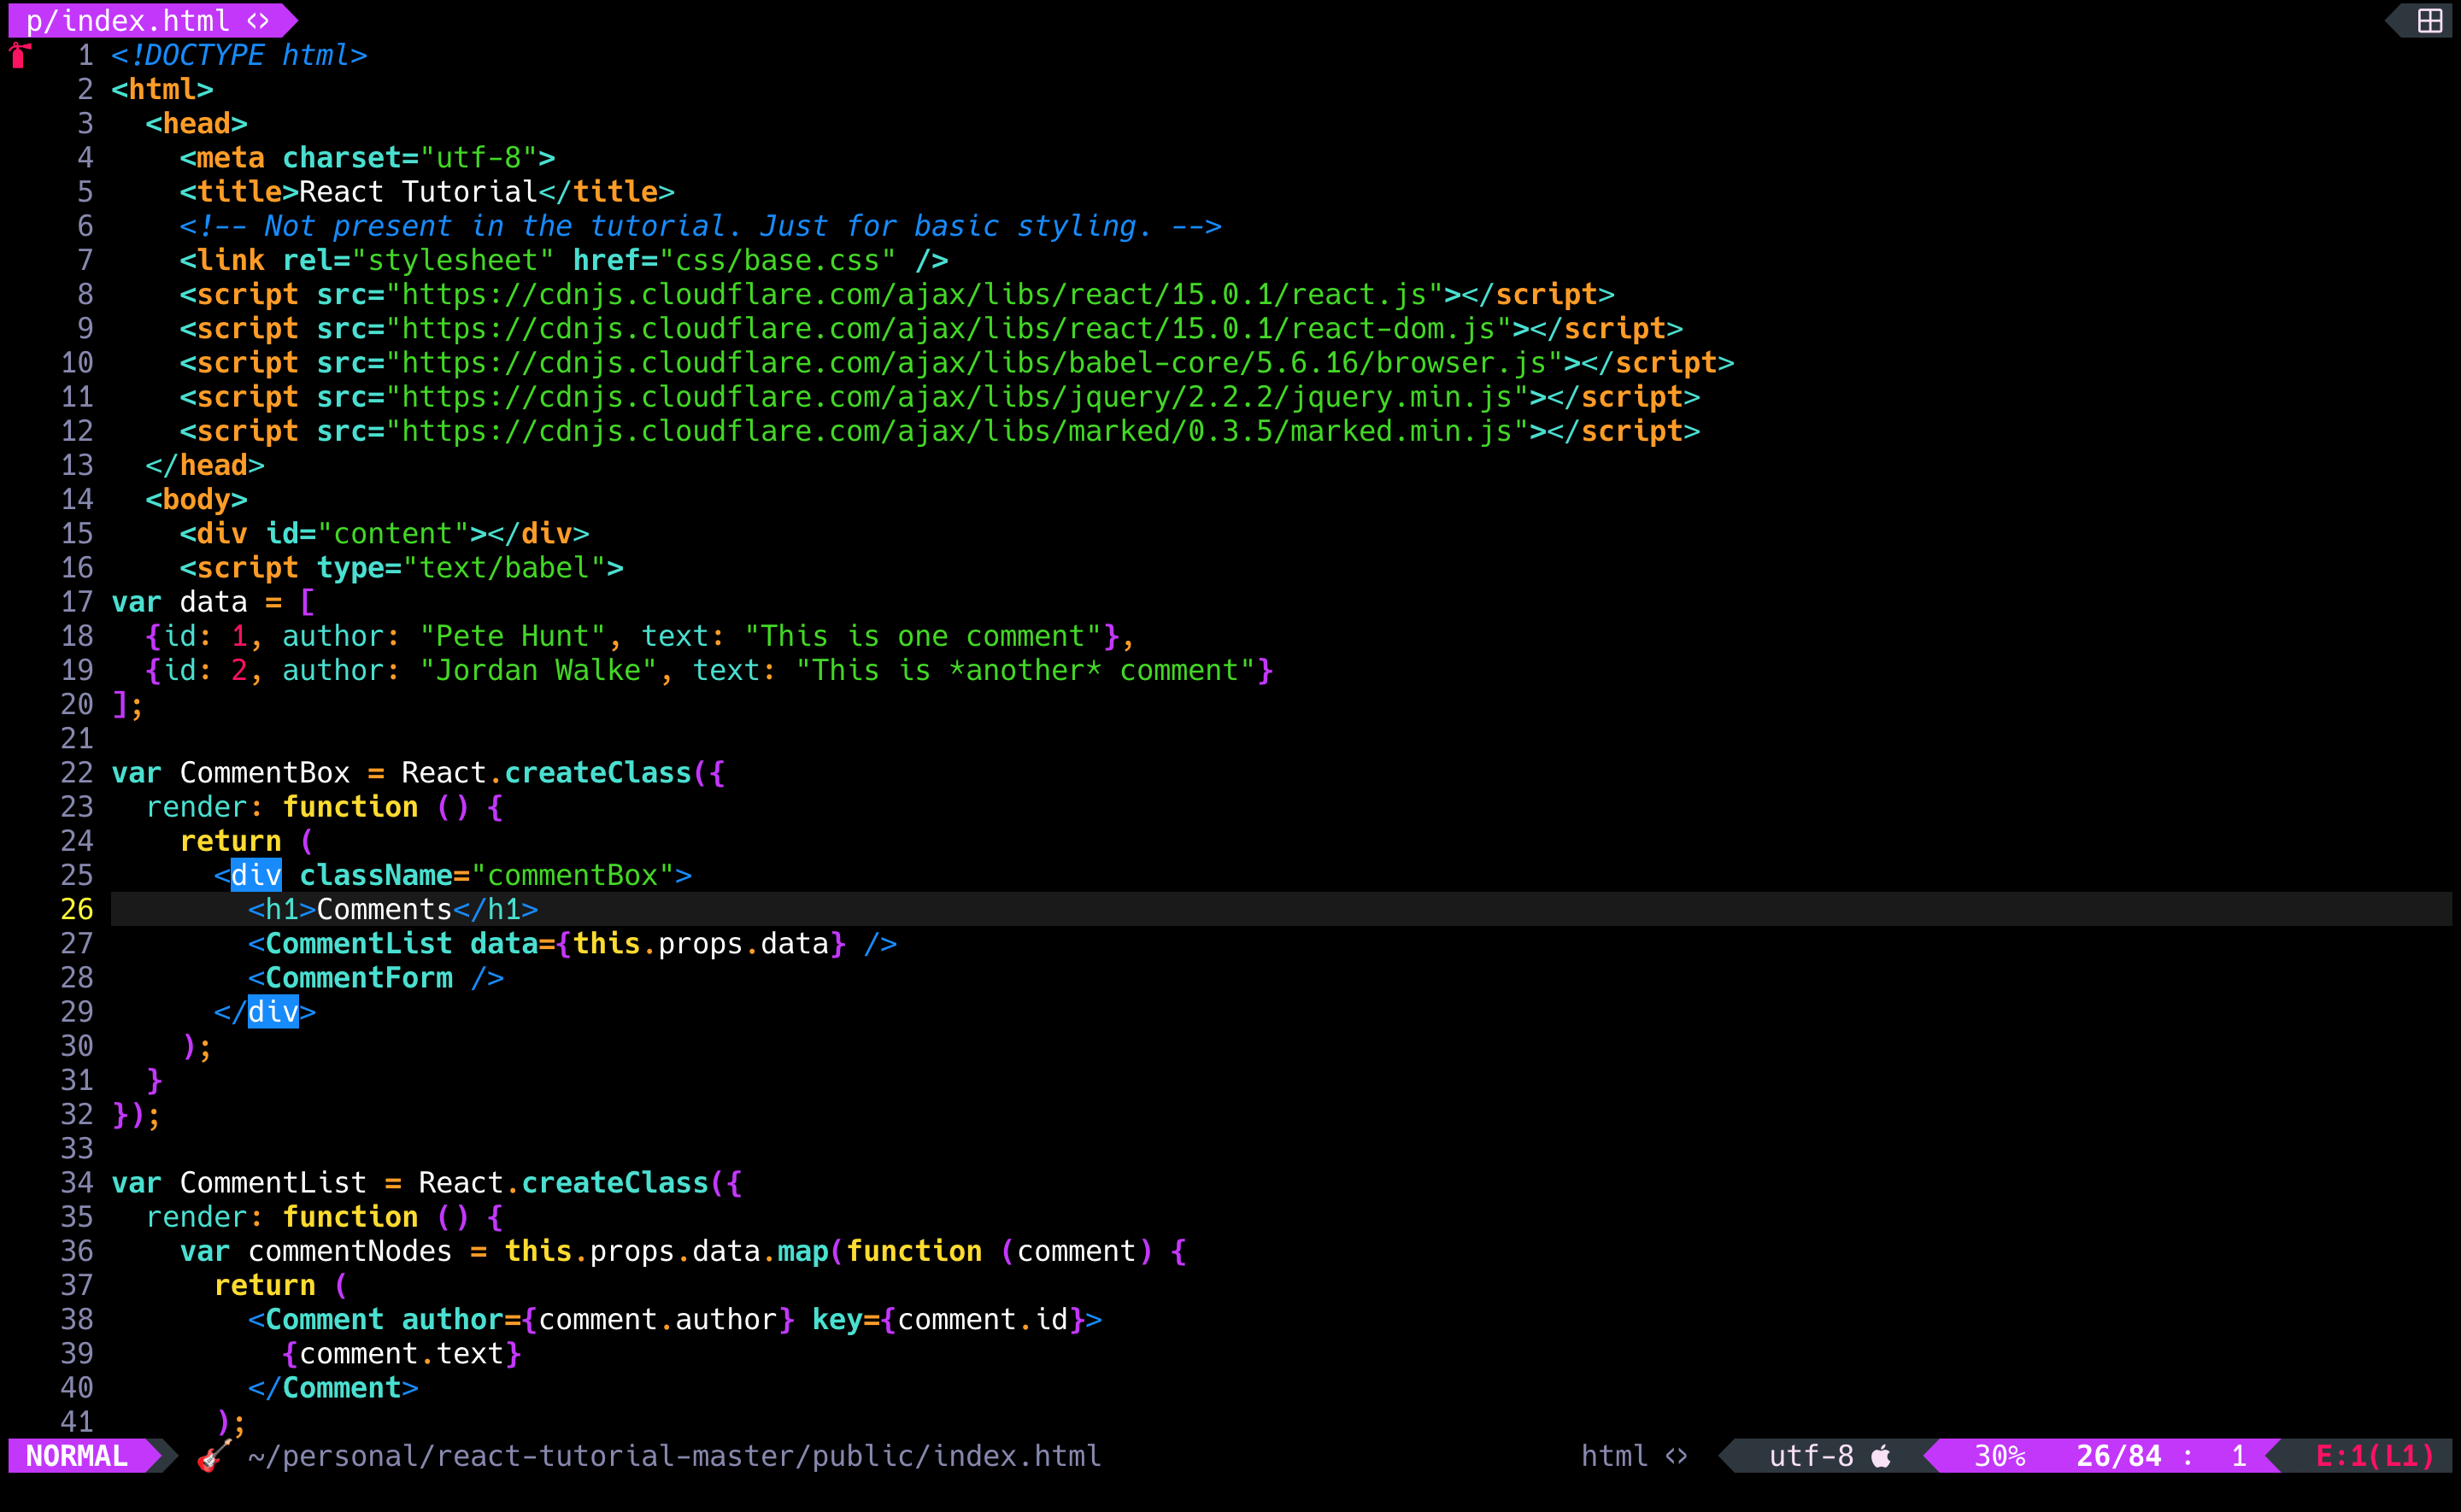 p/index.html <>
1 <!DOCTYPE html>
2 <html>
3   <head>
4     <meta charset="utf-8">
5     <title>React Tutorial</title>
6     <!-- Not present in the tutorial. Just for basic styling. -->
7     <link rel="stylesheet" href="css/base.css" />
8     <script src="https://cdnjs.cloudflare.com/ajax/libs/react/15.0.1/react.js"></script>
9     <script src="https://cdnjs.cloudflare.com/ajax/libs/react/15.0.1/react-dom.js"></script>
10     <script src="https://cdnjs.cloudflare.com/ajax/libs/babel-core/5.6.16/browser.js"></script>
11     <script src="https://cdnjs.cloudflare.com/ajax/libs/jquery/2.2.2/jquery.min.js"></script>
12     <script src="https://cdnjs.cloudflare.com/ajax/libs/marked/0.3.5/marked.min.js"></script>
13   </head>
14   <body>
15     <div id="content"></div>
16     <script type="text/babel">
17 var data = [
18   {id: 1, author: "Pete Hunt", text: "This is one comment"},
19   {id: 2, author: "Jordan Walke", text: "This is *another* comment"}
20 ];
21
22 var CommentBox = React.createClass({
23   render: function () {
24     return (
25       <div className="commentBox">
26         <h1>Comments</h1>
27         <CommentList data={this.props.data} />
28         <CommentForm />
29       </div>
30     );
31   }
32 });
33
34 var CommentList = React.createClass({
35   render: function () {
36     var commentNodes = this.props.data.map(function (comment) {
37       return (
38         <Comment author={comment.author} key={comment.id}>
39           {comment.text}
40         </Comment>
41       );
NORMAL ~/personal/react-tutorial-master/public/index.html html <> utf-8 30% 26/84 : 1 E:1(L1)